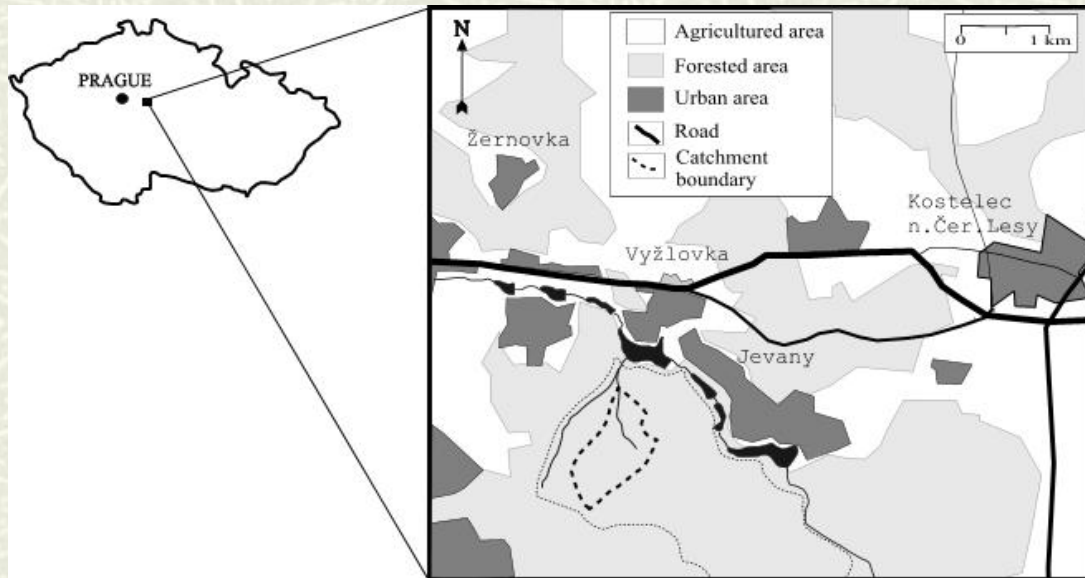 PRAGUE
N
Agricultured area
Forested area
Urban area
Road
Catchment
boundary
0 1 km
Žernovka
Kostelec
n.Čer.Lesy
Vyžlovka
Jevany